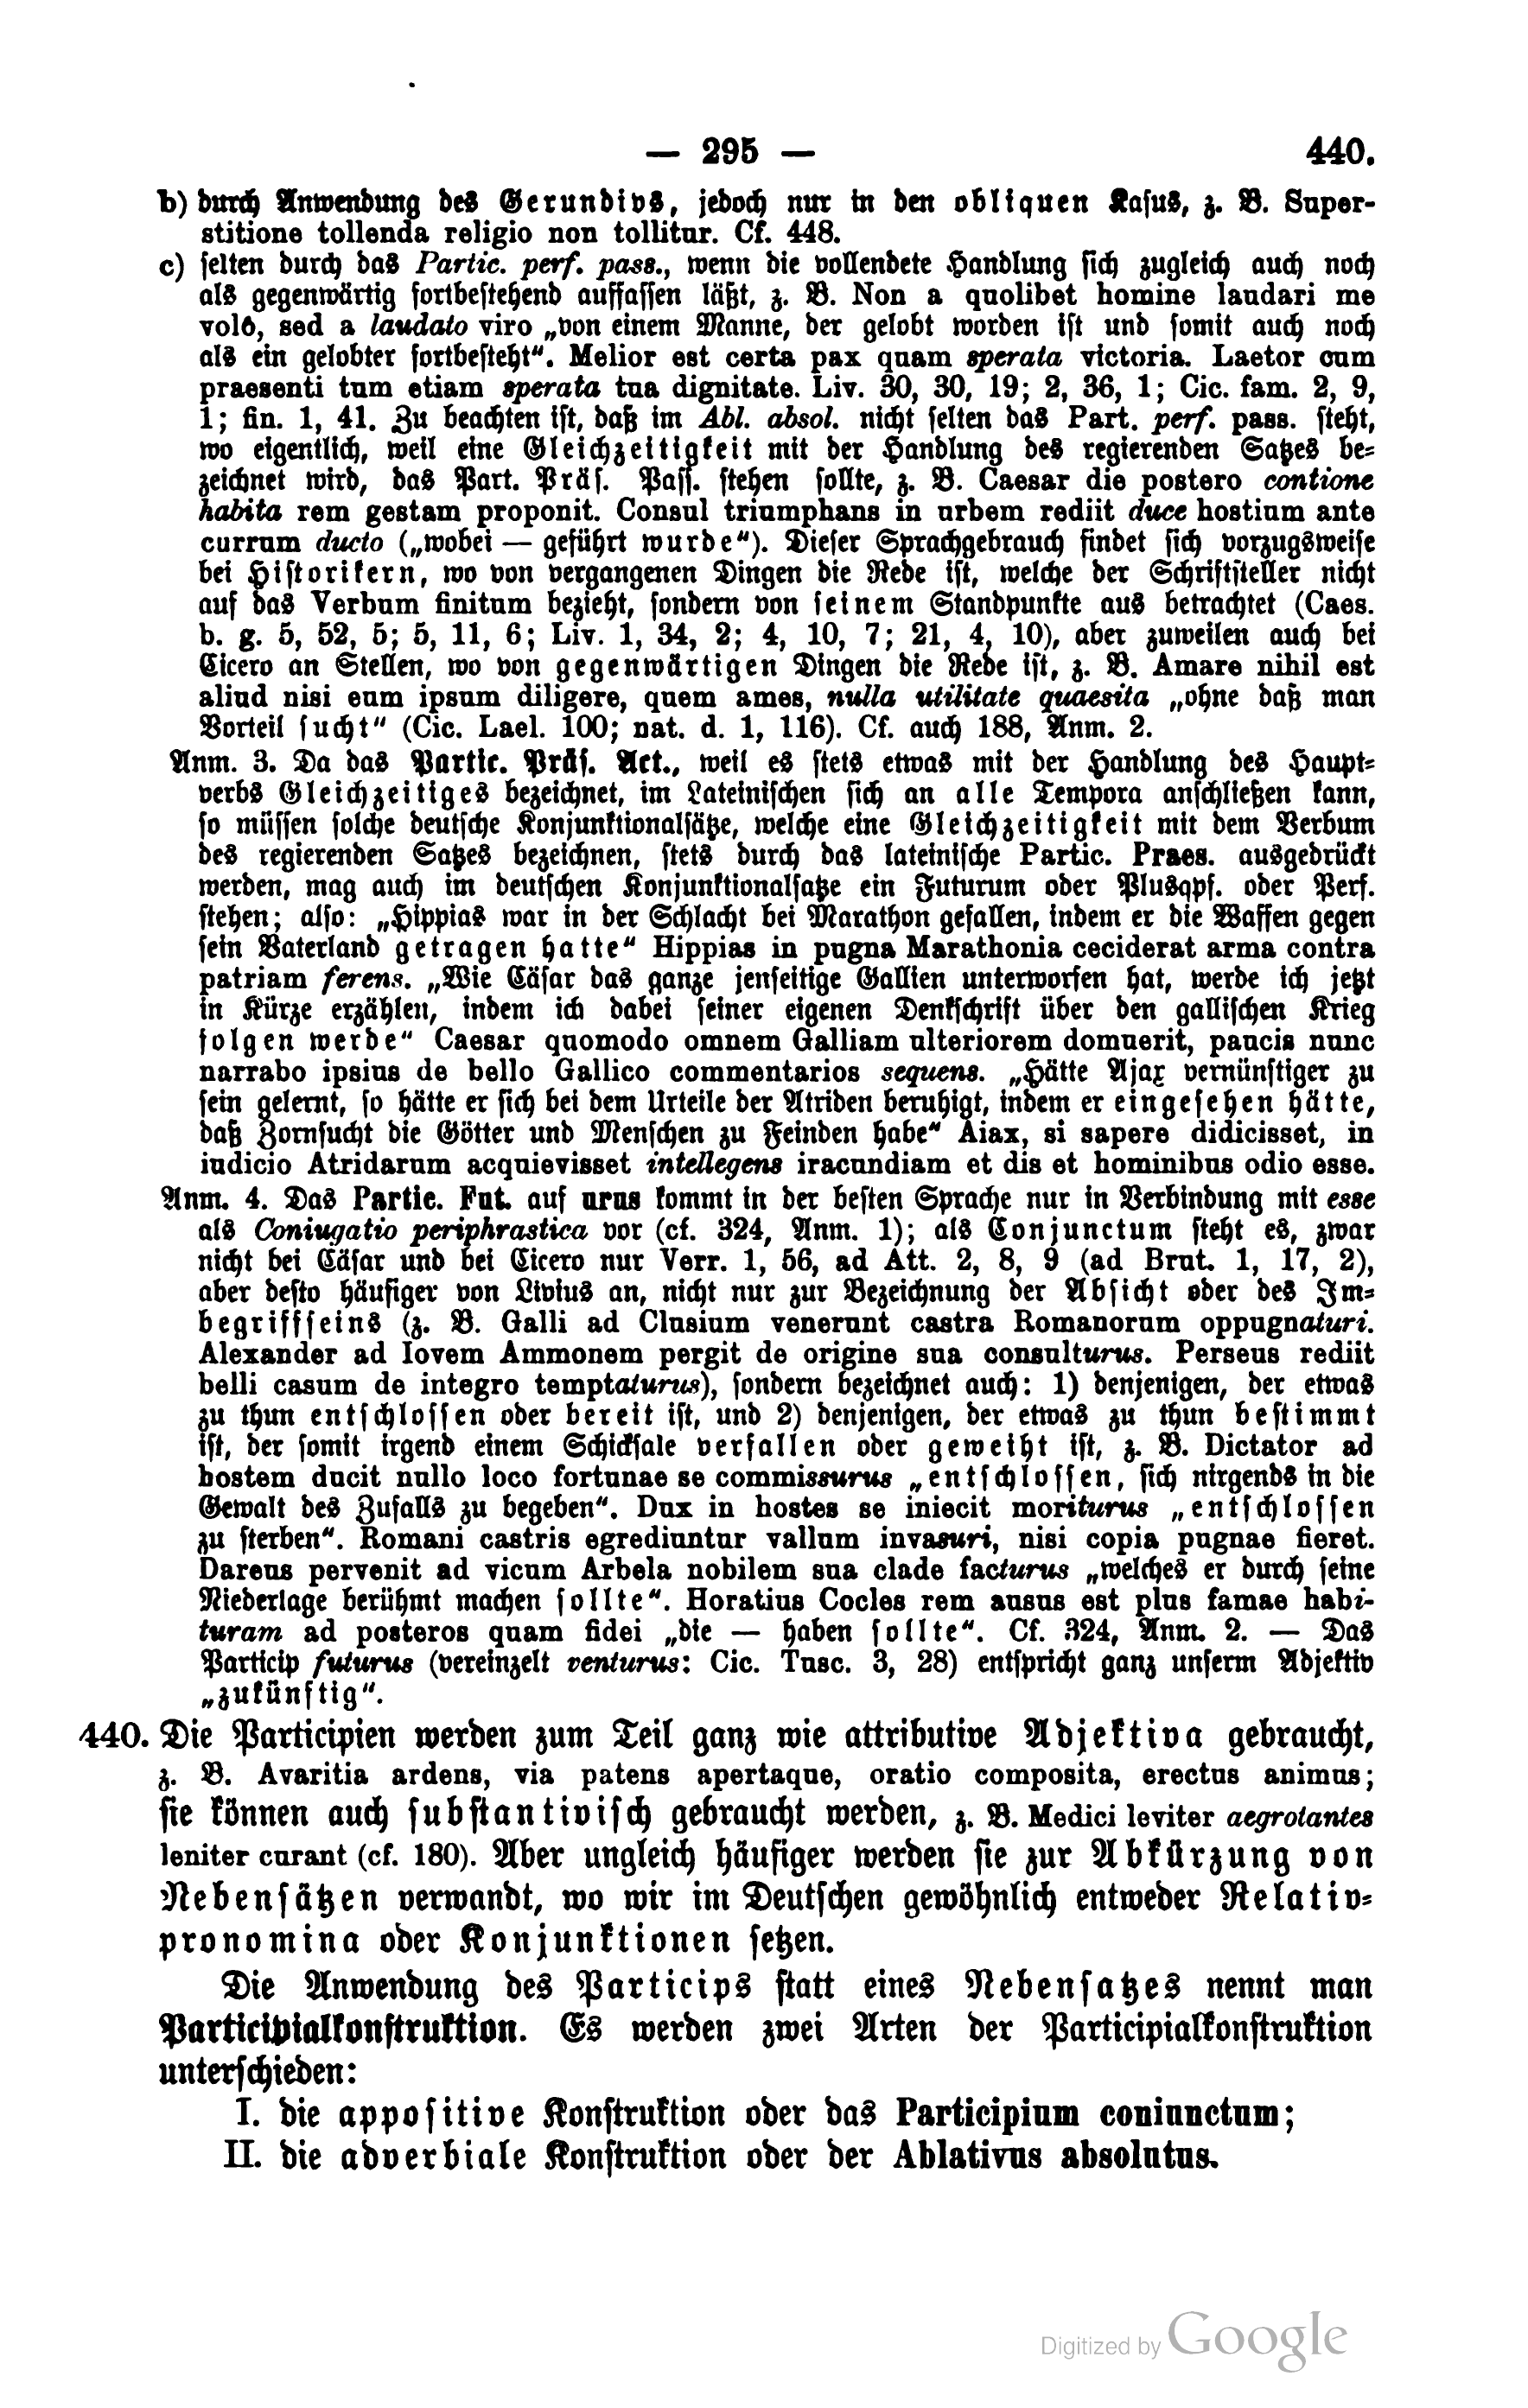 — 295 — 440.
b) durch Anwendung des Gerundivs, jedoch nur in den obliquen Kasus, z. B. Super-
stitione tollenda religio non tollitur. Cf. 448.
c) selten durch das Partic. perf. pass., wenn die vollendete Handlung sich zugleich auch noch
als gegenwärtig fortbestehend auffassen läßt, z. B. Non a quolibet homine laudari me
volo, sed a laudato viro „von einem Manne, der gelobt worden ist und somit auch noch
als ein gelobter fortbesteht“. Melior est certa pax quam sperata victoria. Laetor cum
praesenti tum etiam sperata tua dignitate. Liv. 30, 30, 19; 2, 36, 1; Cic. fam. 2, 9,
1; fin. 1, 41. Zu beachten ist, daß im Abl. absol. nicht selten das Part. perf. pass. steht,
wo eigentlich, weil eine Gleichzeitigkeit mit der Handlung des regierenden Satzes be-
zeichnet wird, das Part. Präs. Pass. stehen sollte, z. B. Caesar die postero contione
habita rem gestam proponit. Consul triumphans in urbem rediit duce hostium ante
currum ducto („wobei — geführt wurde“). Dieser Sprachgebrauch findet sich vorzugsweise
bei Historikern, wo von vergangenen Dingen die Rede ist, welche der Schriftsteller nicht
auf das Verbum finitum bezieht, sondern von seinem Standpunkte aus betrachtet (Caes.
b. g. 5, 52, 5; 5, 11, 6; Liv. 1, 34, 2; 4, 10, 7; 21, 4, 10), aber zuweilen auch bei
Cicero an Stellen, wo von gegenwärtigen Dingen die Rede ist, z. B. Amare nihil est
aliud nisi eum ipsum diligere, quem ames, nulla utilitate quaesita „ohne daß man
Vorteil sucht“ (Cic. Lael. 100; nat. d. 1, 116). Cf. auch 188, Anm. 2.
Anm. 3. Da das Partic. Präs. Act., weil es stets etwas mit der Handlung des Haupt-
verbs Gleichzeitiges bezeichnet, im Lateinischen sich an alle Tempora anschließen kann,
so müssen solche deutsche Konjunktionalsätze, welche eine Gleichzeitigkeit mit dem Verbum
des regierenden Satzes bezeichnen, stets durch das lateinische Partic. Praes. ausgedrückt
werden, mag auch im deutschen Konjunktionalsatze ein Futurum oder Plusqpf. oder Perf.
stehen; also: „Hippias war in der Schlacht bei Marathon gefallen, indem er die Waffen gegen
sein Vaterland getragen hatte“ Hippias in pugna Marathonia ceciderat arma contra
patriam ferens. „Wie Cäsar das ganze jenseitige Gallien unterworfen hat, werde ich jetzt
in Kürze erzählen, indem ich dabei seiner eigenen Denkschrift über den gallischen Krieg
folgen werde“ Caesar quomodo omnem Galliam ulteriorem domuerit, paucis nunc
narrabo ipsius de bello Gallico commentarios sequens. „Hätte Ajax vernünftiger zu
sein gelernt, so hätte er sich bei dem Urteile der Atriden beruhigt, indem er eingesehen hätte,
daß Zornsucht die Götter und Menschen zu Feinden habe“ Aiax, si sapere didicisset, in
iudicio Atridarum acquievisset intellegens iracundiam et dis et hominibus odio esse.
Anm. 4. Das Partic. Fut. auf urus kommt in der besten Sprache nur in Verbindung mit esse
als Coniugatio periphrastica vor (cf. 324, Anm. 1); als Conjunctum steht es, zwar
nicht bei Cäsar und bei Cicero nur Verr. 1, 56, ad Att. 2, 8, 9 (ad Brut. 1, 17, 2),
aber desto häufiger von Livius an, nicht nur zur Bezeichnung der Absicht oder des Im-
begriffseins (z. B. Galli ad Clusium venerunt castra Romanorum oppugnaturi.
Alexander ad Iovem Ammonem pergit de origine sua consulturus. Perseus rediit
belli casum de integro temptaturus), sondern bezeichnet auch: 1) denjenigen, der etwas
zu thun entschlossen oder bereit ist, und 2) denjenigen, der etwas zu thun bestimmt
ist, der somit irgend einem Schicksale verfallen oder geweiht ist, z. B. Dictator ad
hostem ducit nullo loco fortunae se commissurus „entschlossen, sich nirgends in die
Gewalt des Zufalls zu begeben“. Dux in hostes se iniecit moriturus „entschlossen
zu sterben“. Romani castris egrediuntur vallum invasuri, nisi copia pugnae fieret.
Dareus pervenit ad vicum Arbela nobilem sua clade facturus „welches er durch seine
Niederlage berühmt machen sollte“. Horatius Cocles rem ausus est plus famae habi-
turam ad posteros quam fidei „die — haben sollte“. Cf. 324, Anm. 2. — Das
Particip futurus (vereinzelt venturus: Cic. Tusc. 3, 28) entspricht ganz unserm Adjektiv
„zukünftig“.
440. Die Participien werden zum Teil ganz wie attributive Adjektiva gebraucht,
z. B. Avaritia ardens, via patens apertaque, oratio composita, erectus animus;
sie können auch substantivisch gebraucht werden, z. B. Medici leviter aegrotantes
leniter curant (cf. 180). Aber ungleich häufiger werden sie zur Abkürzung von
Nebensätzen verwandt, wo wir im Deutschen gewöhnlich entweder Relativ-
pronomina oder Konjunktionen setzen.
Die Anwendung des Particips statt eines Nebensatzes nennt man
Participialkonstruktion. Es werden zwei Arten der Participialkonstruktion
unterschieden:
I. die appositive Konstruktion oder das Participium coniunctum;
II. die adverbiale Konstruktion oder der Ablativus absolutus.
Digitized by Google